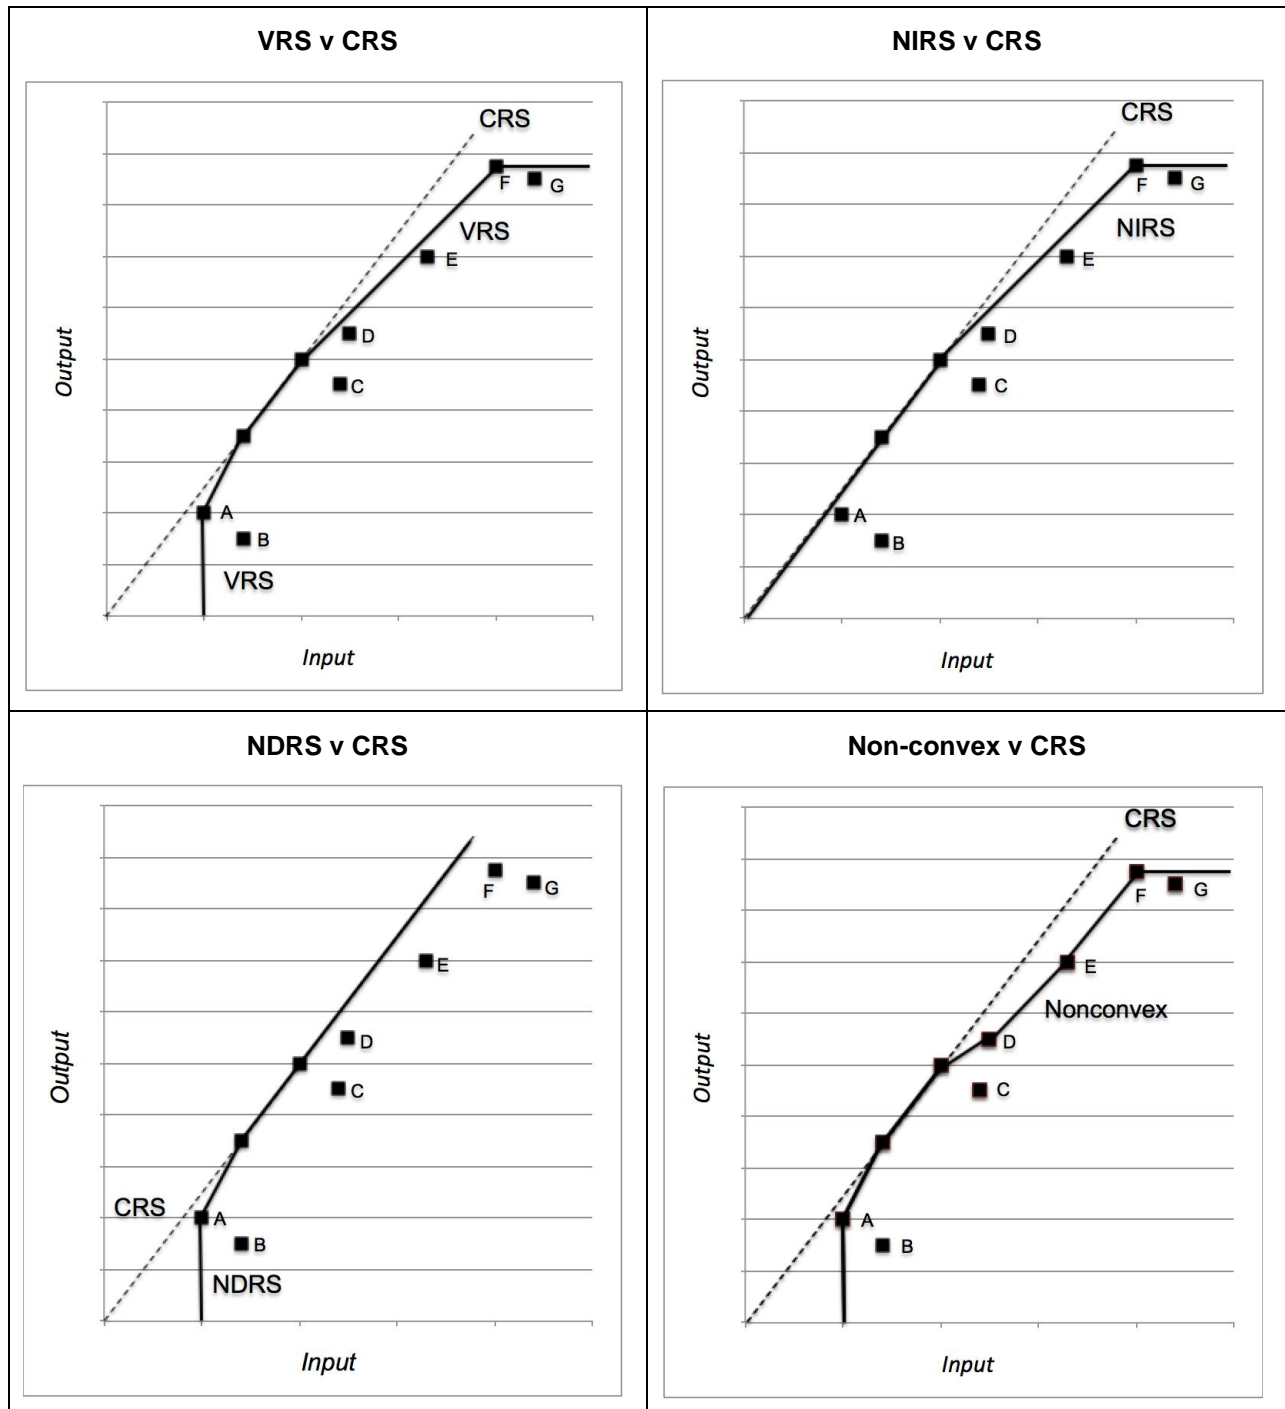 VRS v CRS
CRS
F
G
VRS
E
D
C
A
B
VRS
Output
Input
NIRS v CRS
CRS
F
G
NIRS
E
D
C
A
B
Output
Input
NDRS v CRS
F
G
E
D
C
CRS
A
B
NDRS
Output
Input
Non-convex v CRS
CRS
F
G
E
Nonconvex
D
C
A
B
Output
Input